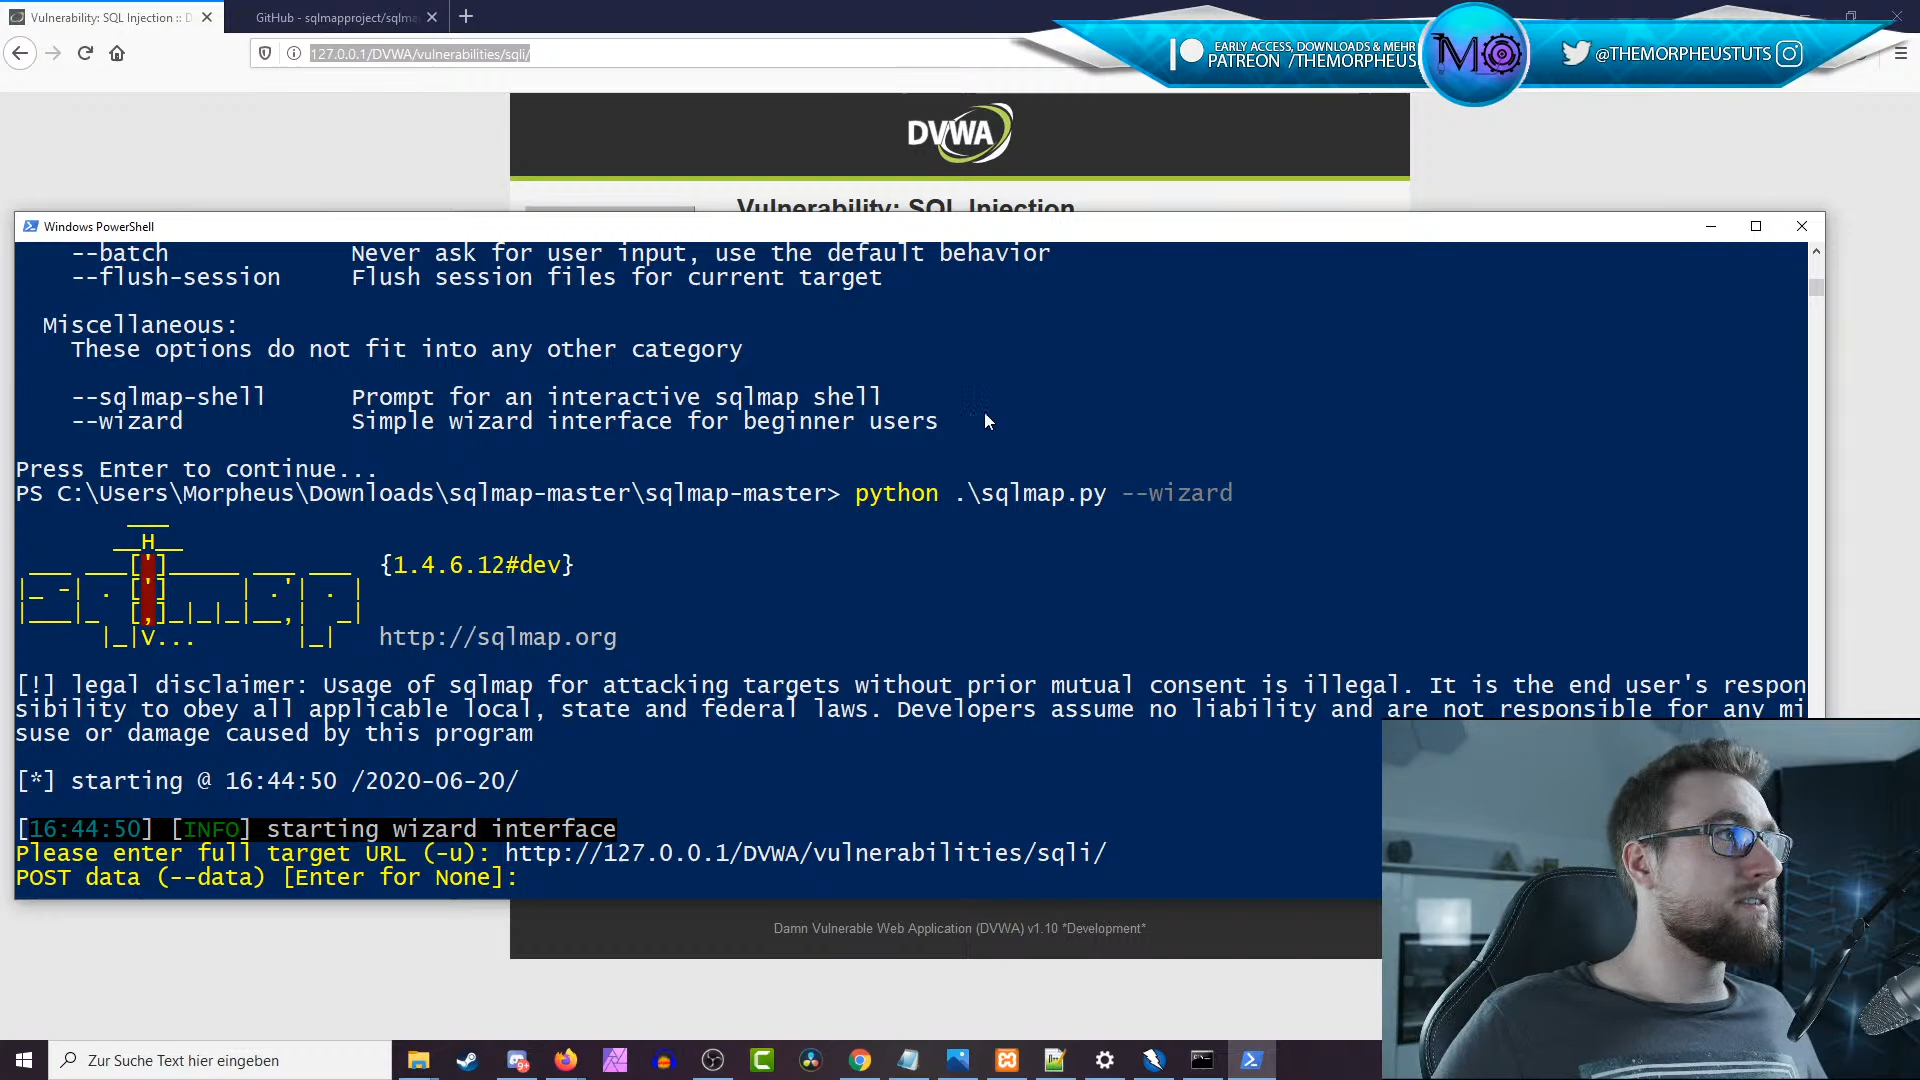 Vulnerability: SQL Injection :: D
GitHub - sqlmapproject/sqlma
127.0.0.1/DVWA/vulnerabilities/sqli/
EARLY ACCESS, DOWNLOADS & MEHR
PATREON /THEMORPHEUS
MO
@THEMORPHEUSTUTS
DVWA
Vulnerability: SQL Injection
Windows PowerShell
--batch Never ask for user input, use the default behavior
--flush-session Flush session files for current target
Miscellaneous:
These options do not fit into any other category
--sqlmap-shell Prompt for an interactive sqlmap shell
--wizard Simple wizard interface for beginner users
Press Enter to continue...
PS C:\Users\Morpheus\Downloads\sqlmap-master\sqlmap-master> python .\sqlmap.py --wizard
{1.4.6.12#dev}
http://sqlmap.org
[!] legal disclaimer: Usage of sqlmap for attacking targets without prior mutual consent is illegal. It is the end user's respon
sibility to obey all applicable local, state and federal laws. Developers assume no liability and are not responsible for any mi
suse or damage caused by this program
[*] starting @ 16:44:50 /2020-06-20/
[16:44:50] [INFO] starting wizard interface
Please enter full target URL (-u): http://127.0.0.1/DVWA/vulnerabilities/sqli/
POST data (--data) [Enter for None]:
Damn Vulnerable Web Application (DVWA) v1.10 *Development*
Zur Suche Text hier eingeben